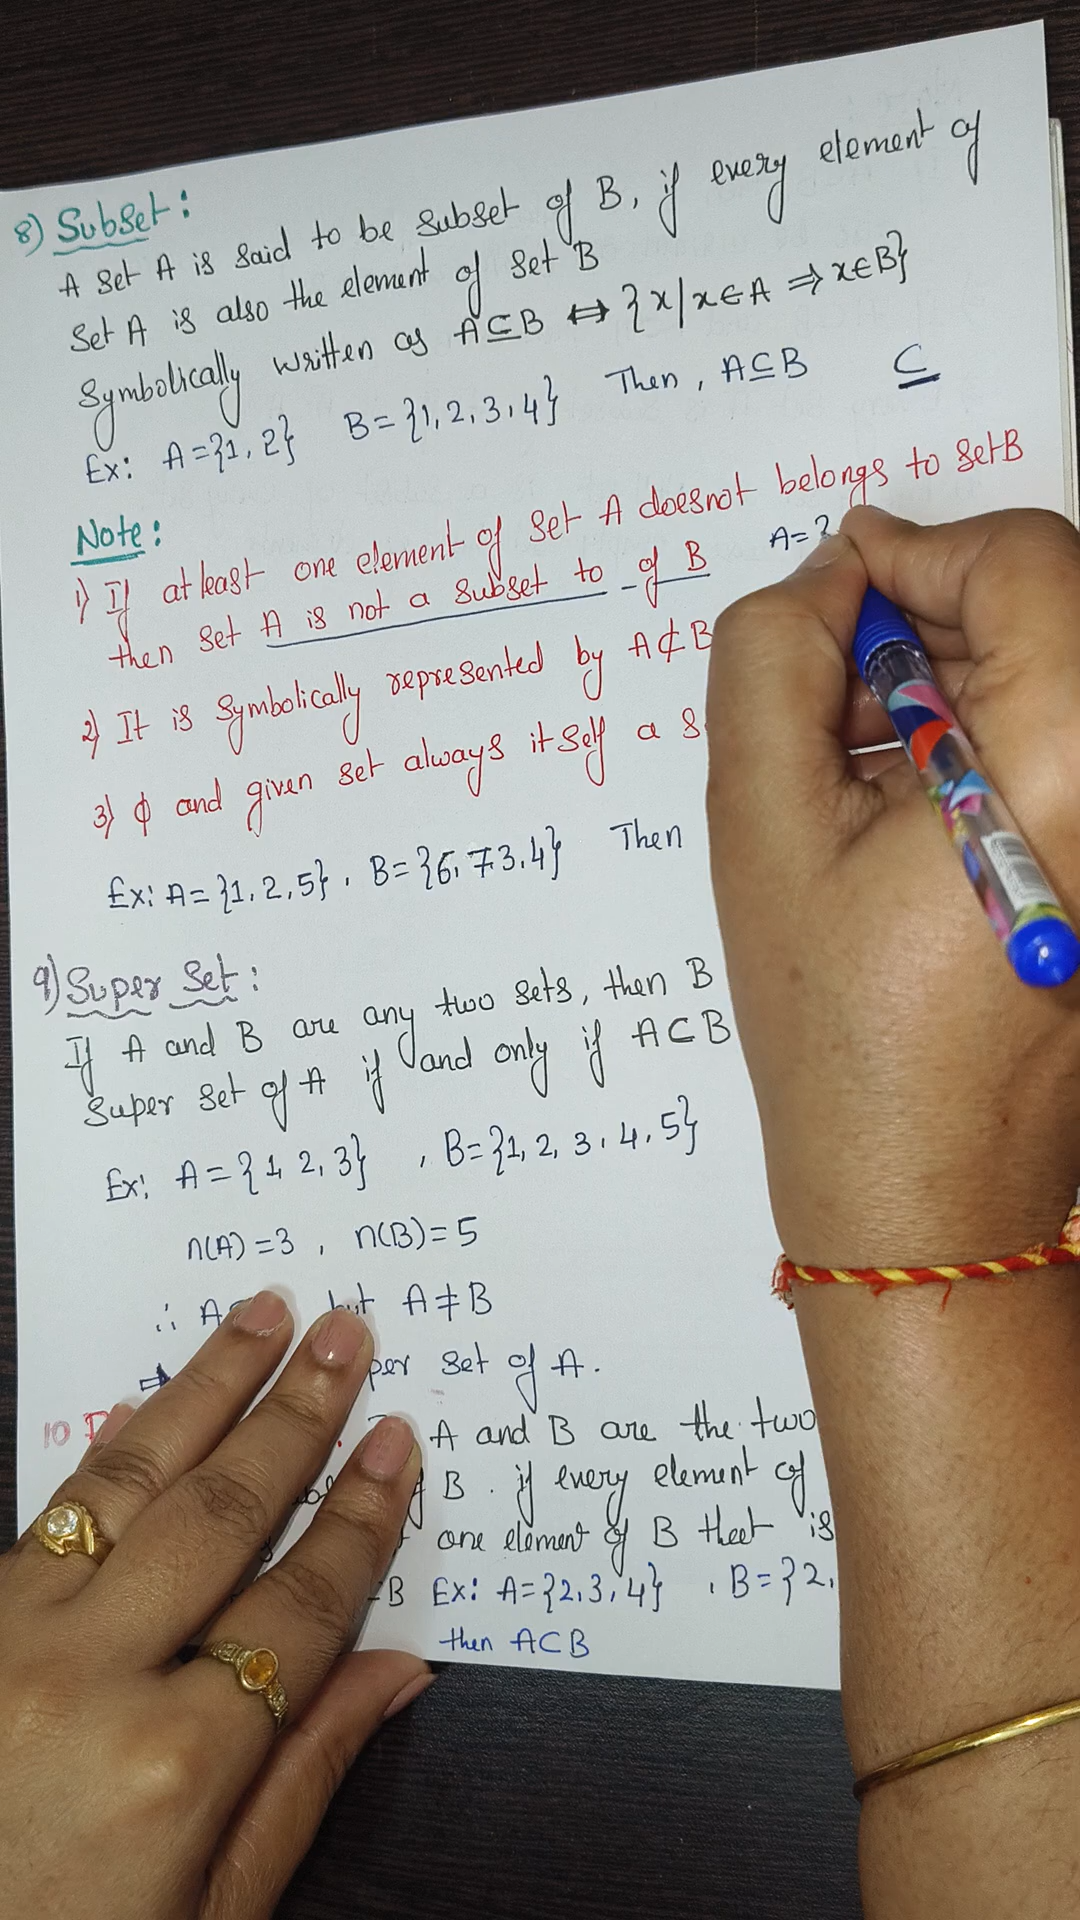 8) Subset:
A set A is said to be subset of B, if every element of
Set A is also the element of set B
Symbolically written as A⊆B ⇔ {x/x∈A ⇒ x∈B}
Ex: A={1, 2} B={1, 2, 3, 4} Then, A⊆B ⊆
Note:
1) If at least one element of set A doesnot belongs to set B
then set A is not a subset to of B A={
2) It is symbolically represented by A⊄B
3) ϕ and given set always itself a
Ex: A={1, 2, 5}, B={6, 7 3, 4} Then
9) Super Set:
If A and B are any two sets, then B
super set of A if and only if A⊂B
Ex: A={1 2, 3}, B={1, 2, 3, 4, 5}
n(A)=3, n(B)=5
∴ A but A≠B
⇒ set of A.
10 A and B are the two
B. if every element of
one element of B thet is
B Ex: A={2, 3, 4}, B={2,
then A⊂B